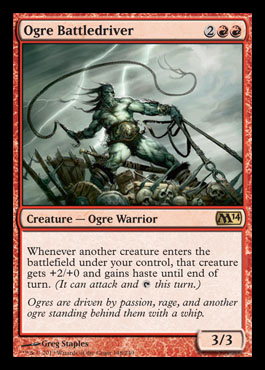 Ogre Battledriver 2
Creature — Ogre Warrior M14
Whenever another creature enters the
battlefield under your control, that creature
gets +2/+0 and gains haste until end of
turn. (It can attack and this turn.)
Ogres are driven by passion, rage, and another
ogre standing behind them with a whip.
Greg Staples
3/3